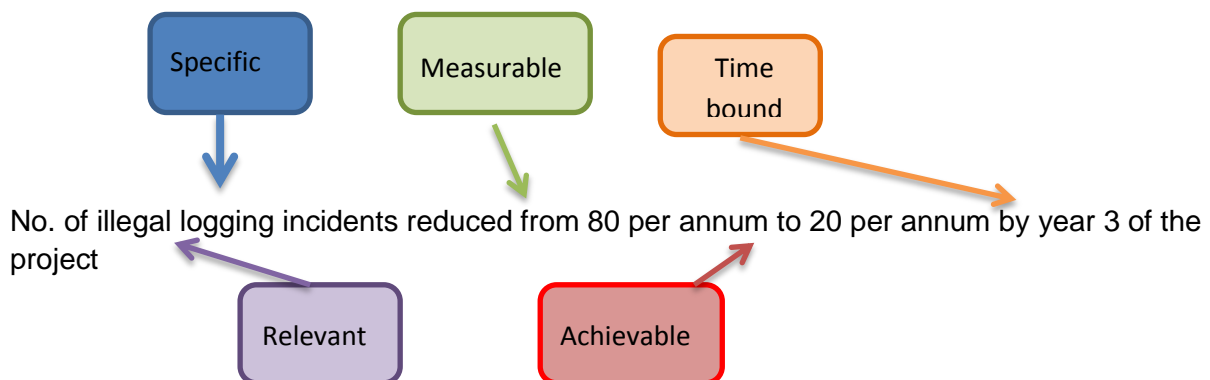 Specific
Measurable
Time
bound
No. of illegal logging incidents reduced from 80 per annum to 20 per annum by year 3 of the
project
Relevant
Achievable